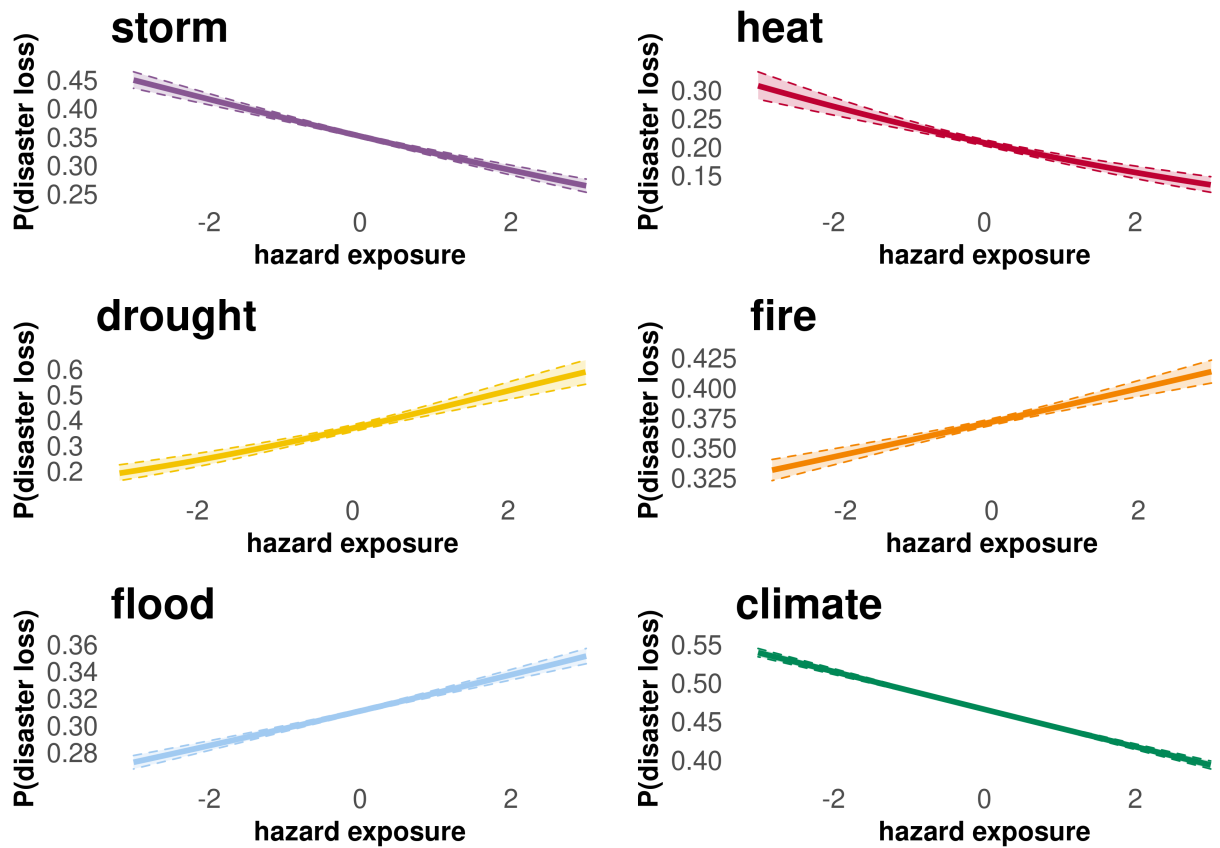 storm
P(disaster loss)
0.45
0.40
0.35
0.30
0.25
-2 0 2
hazard exposure
heat
P(disaster loss)
0.30
0.25
0.20
0.15
-2 0 2
hazard exposure
drought
P(disaster loss)
0.6
0.5
0.4
0.3
0.2
-2 0 2
hazard exposure
fire
P(disaster loss)
0.425
0.400
0.375
0.350
0.325
-2 0 2
hazard exposure
flood
P(disaster loss)
0.36
0.34
0.32
0.30
0.28
-2 0 2
hazard exposure
climate
P(disaster loss)
0.55
0.50
0.45
0.40
-2 0 2
hazard exposure